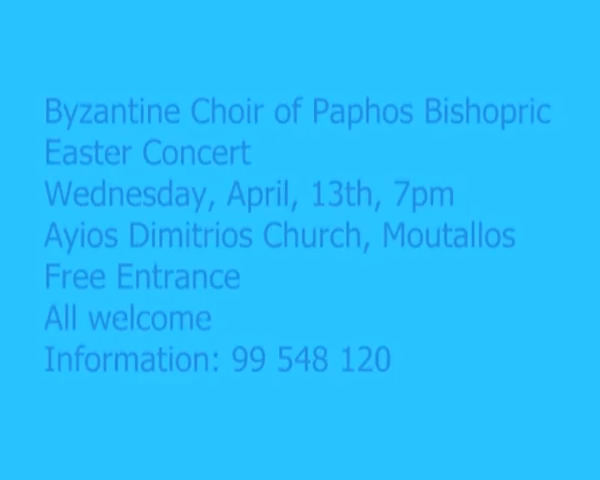 Byzantine Choir of Paphos Bishopric
Easter Concert
Wednesday, April, 13th, 7pm
Ayios Dimitrios Church, Moutallos
Free Entrance
All welcome
Information: 99 548 120